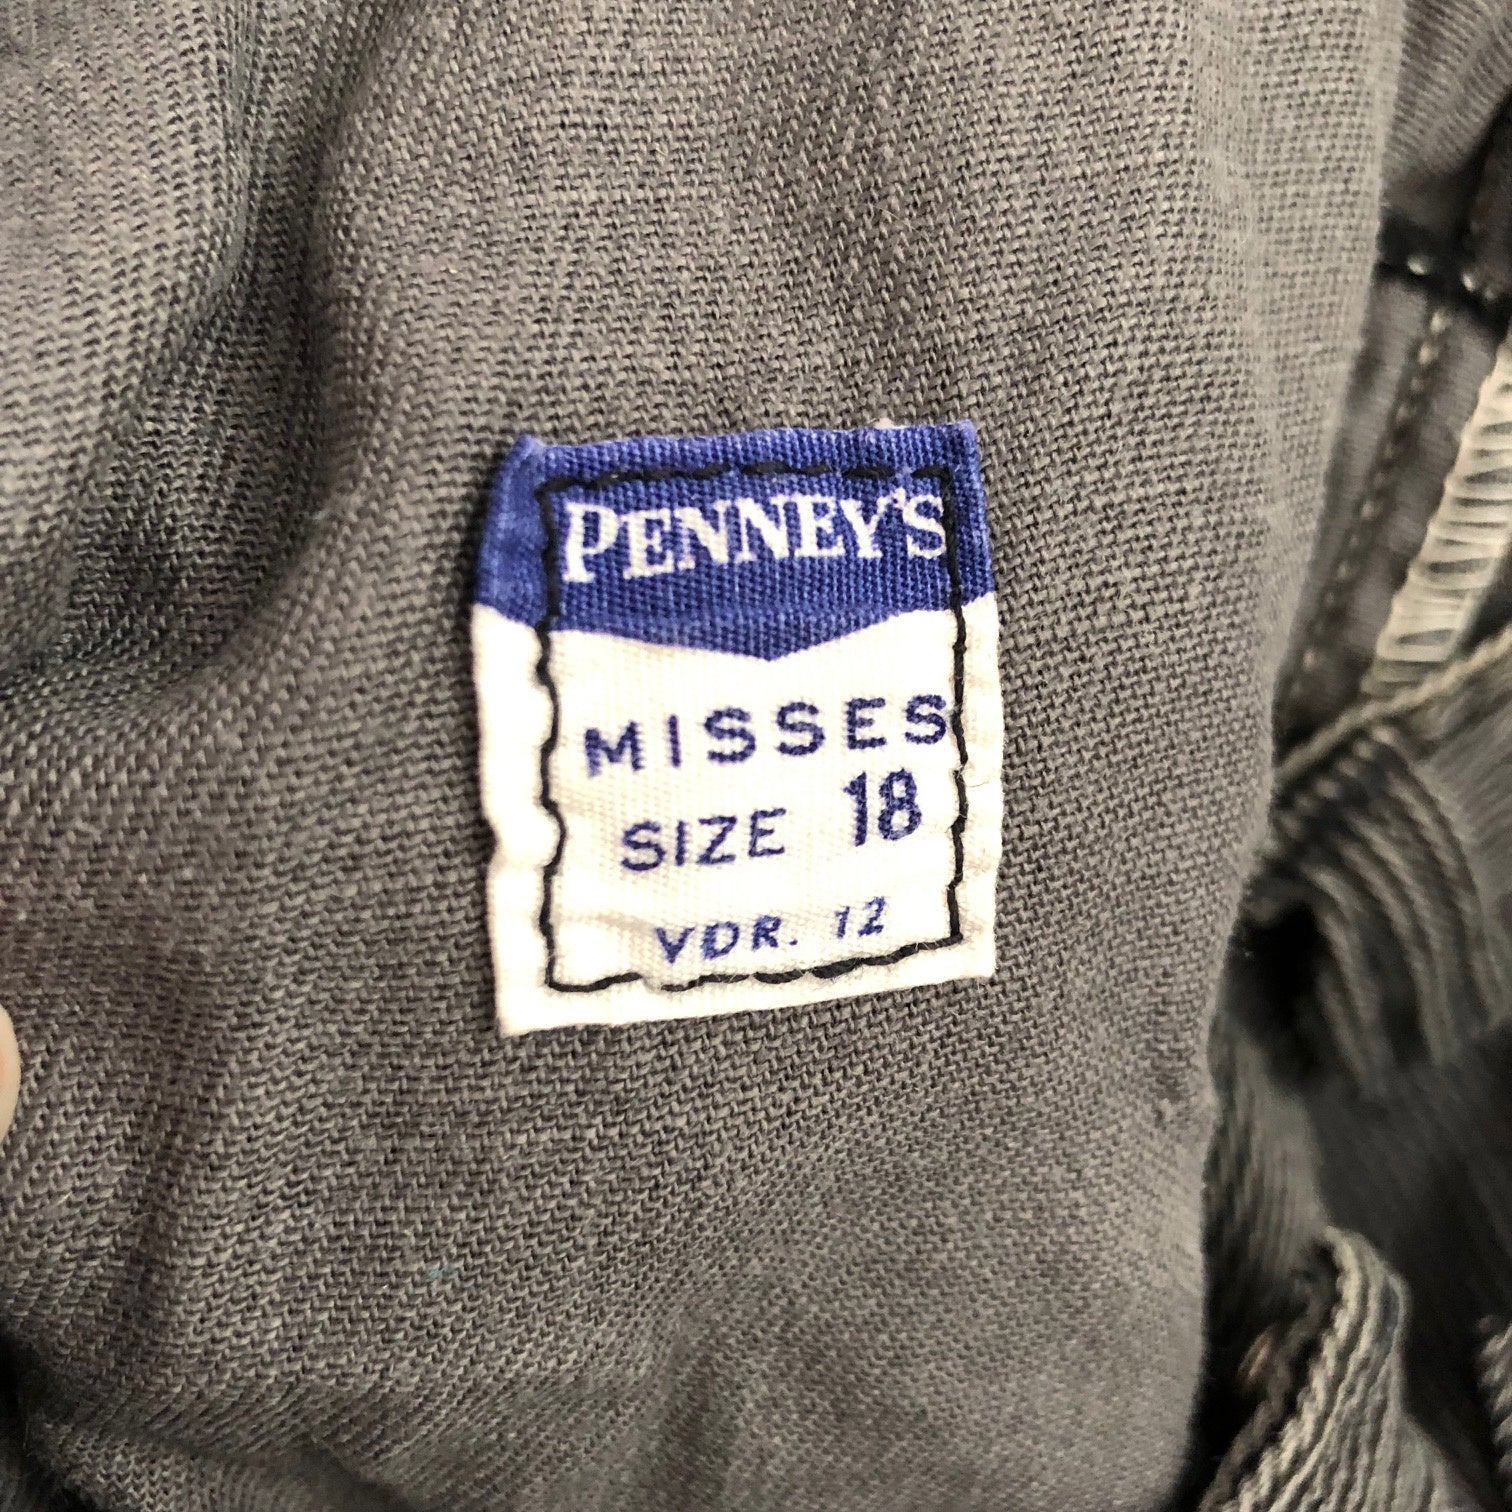 PENNEY'S
MISSES
SIZE 18
VDR. 12